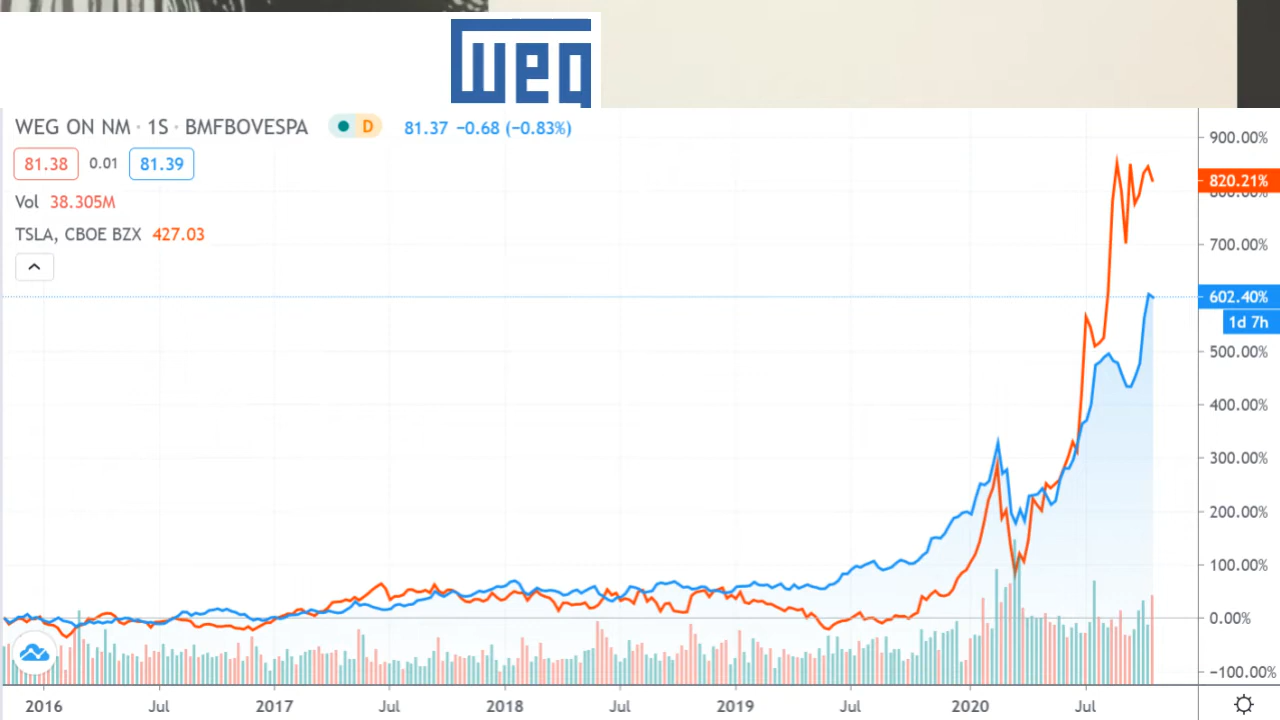 weg
WEG ON NM · 1S · BMFBOVESPA D 81.37 −0.68 (−0.83%)
81.38 0.01 81.39
Vol 38.305M
TSLA, CBOE BZX 427.03
900.00%
820.21%
800.00%
700.00%
602.40%
1d 7h
500.00%
400.00%
300.00%
200.00%
100.00%
0.00%
−100.00%
2016 Jul 2017 Jul 2018 Jul 2019 Jul 2020 Jul